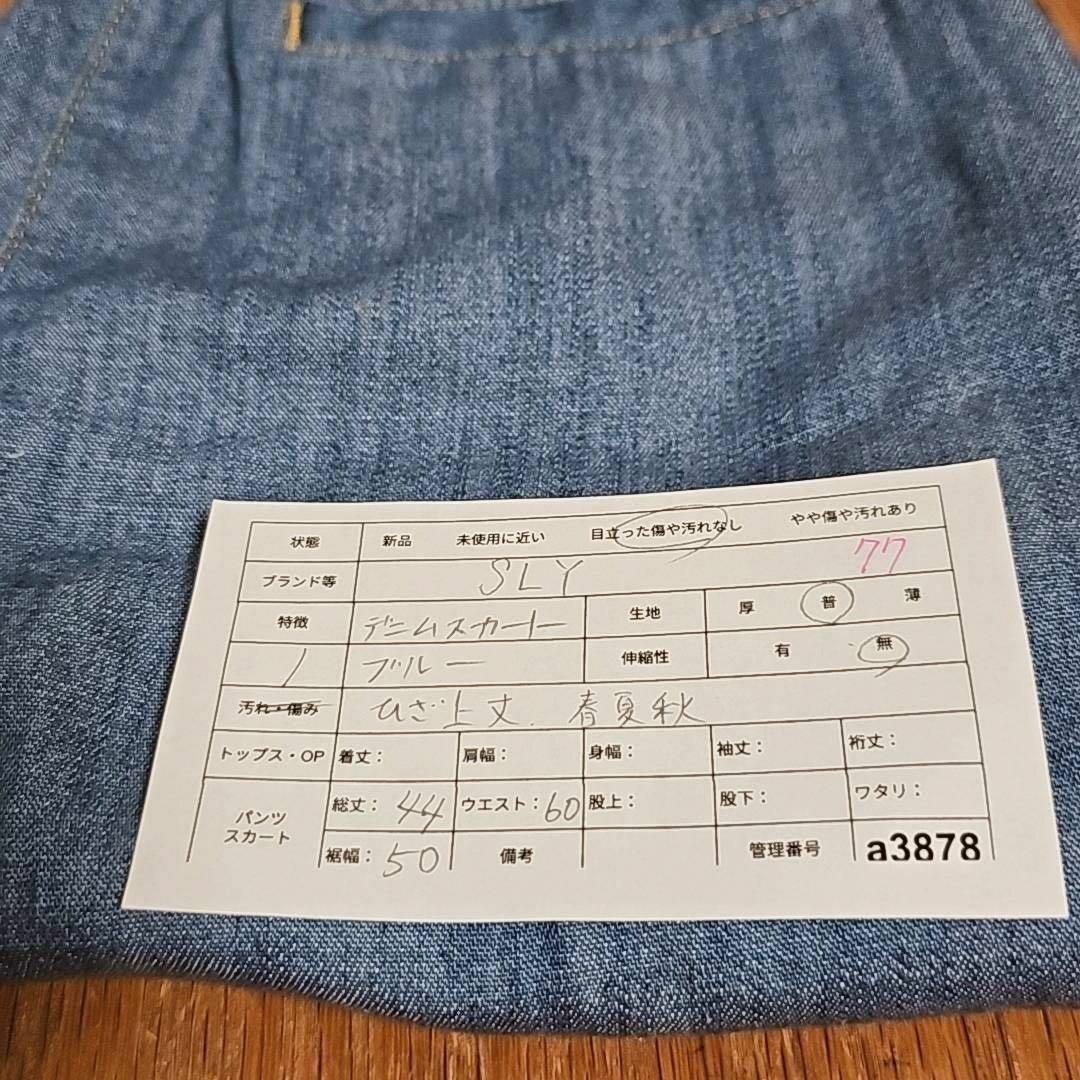 状態 新品 未使用に近い 目立った傷や汚れなし やや傷や汚れあり
ブランド等 SLY 77
特徴 デニムスカート 生地 厚 普 薄
1 ブルー 伸縮性 有 無
汚れ・傷み ひざ上丈. 春夏秋
トップス・OP 着丈: 肩幅: 身幅: 袖丈: 裄丈:
パンツ スカート 総丈: 44 ウエスト: 60 股上: 股下: ワタリ:
裾幅: 50 備考 管理番号 a3878